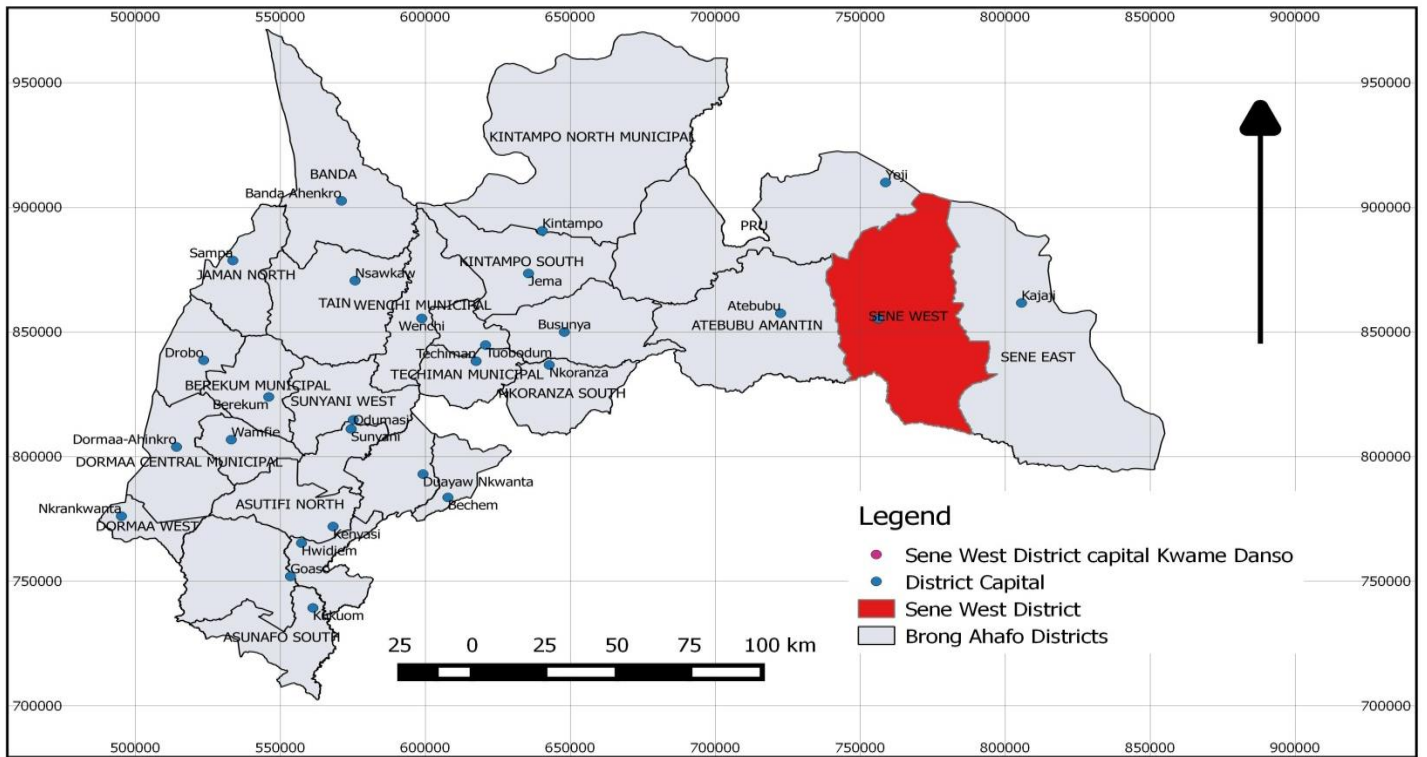 500000 550000 600000 650000 700000 750000 800000 850000 900000
950000 950000
KINTAMPO NORTH MUNICIPAL
BANDA
Yeji
Banda Ahenkro
900000 900000
Kintampo
PRU
Sampa
KINTAMPO SOUTH
JAMAN NORTH
Nsawkaw
Jema
Kajaji
TAIN
WENCHI MUNICIPAL
Atebubu
SENE WEST
Wenchi
Busunya
ATEBUBU AMANTIN
850000 850000
Drobo
Techiman
Tuobodum
SENE EAST
TECHIMAN MUNICIPAL
Nkoranza
BEREKUM MUNICIPAL
NKORANZA SOUTH
Berekum
SUNYANI WEST
Odumasi
Wamfie
Sunyani
Dormaa-Ahinkro
800000 800000
DORMAA CENTRAL MUNICIPAL
Duayaw Nkwanta
ASUTIFI NORTH
Bechem
Nkrankwanta
DORMAA WEST
Kenyasi
Hwidiem
Goaso
750000 750000
Kukuom
ASUNAFO SOUTH
Legend
Sene West District capital Kwame Danso
District Capital
Sene West District
Brong Ahafo Districts
25 0 25 50 75 100 km
700000 700000
500000 550000 600000 650000 700000 750000 800000 850000 900000